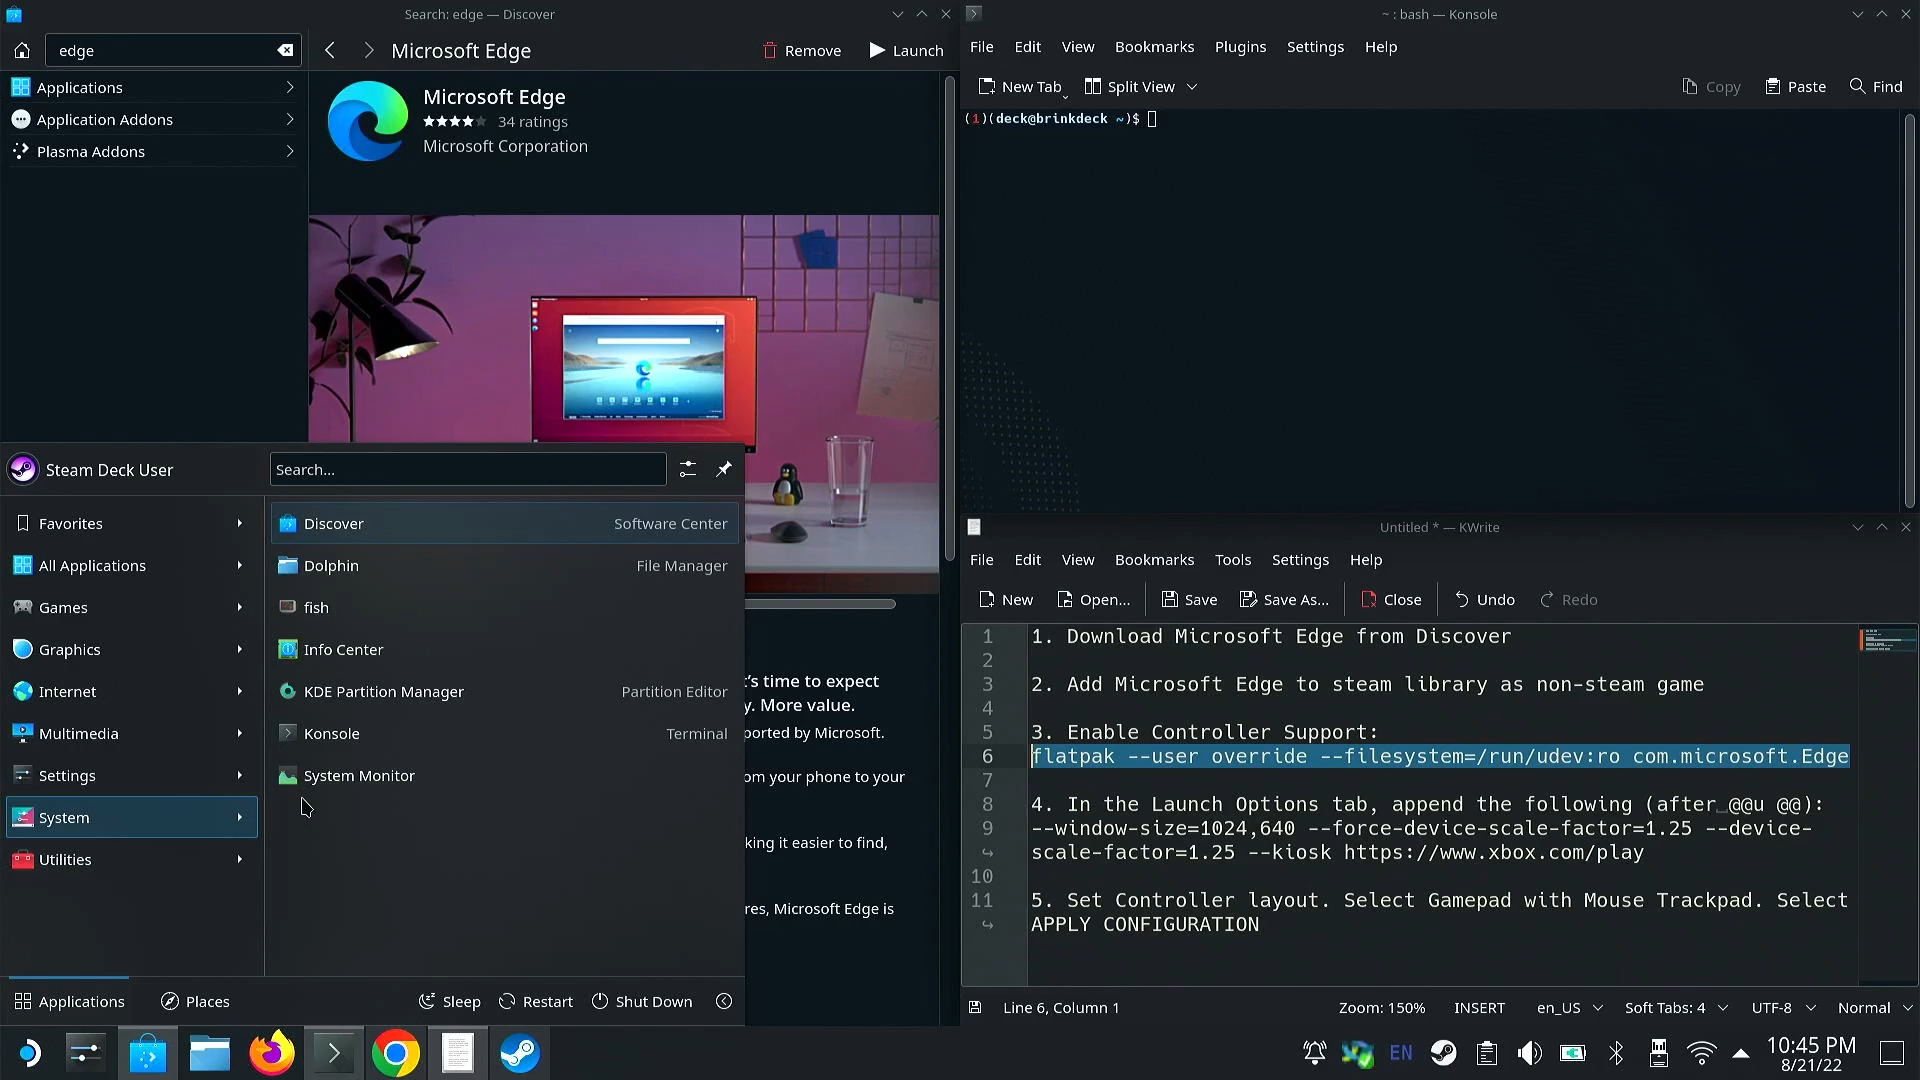 Search: edge — Discover
edge
Microsoft Edge
Remove
Launch
Applications
Application Addons
Plasma Addons
Microsoft Edge
34 ratings
Microsoft Corporation
Steam Deck User
Search...
Favorites
All Applications
Games
Graphics
Internet
Multimedia
Settings
System
Utilities
Discover Software Center
Dolphin File Manager
fish
Info Center
KDE Partition Manager Partition Editor
Konsole Terminal
System Monitor
's time to expect
y. More value.
ported by Microsoft.
om your phone to your
king it easier to find,
res, Microsoft Edge is
Applications
Places
Sleep
Restart
Shut Down
~ : bash — Konsole
File Edit View Bookmarks Plugins Settings Help
New Tab Split View Copy Paste Find
(1)(deck@brinkdeck ~)$
Untitled * — KWrite
File Edit View Bookmarks Tools Settings Help
New Open... Save Save As... Close Undo Redo
1 1. Download Microsoft Edge from Discover
2
3 2. Add Microsoft Edge to steam library as non-steam game
4
5 3. Enable Controller Support:
6 flatpak --user override --filesystem=/run/udev:ro com.microsoft.Edge
7
8 4. In the Launch Options tab, append the following (after @@u @@):
9 --window-size=1024,640 --force-device-scale-factor=1.25 --device-
scale-factor=1.25 --kiosk https://www.xbox.com/play
10
11 5. Set Controller layout. Select Gamepad with Mouse Trackpad. Select
APPLY CONFIGURATION
Line 6, Column 1
Zoom: 150%
INSERT
en_US
Soft Tabs: 4
UTF-8
Normal
EN
10:45 PM
8/21/22